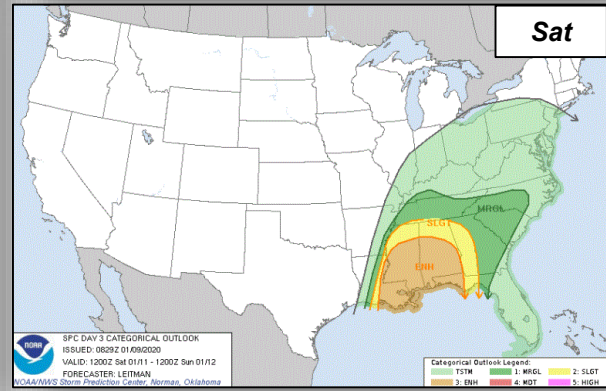 Sat
MRGL
SLGT
ENH
NOAA
SPC DAY 3 CATEGORICAL OUTLOOK
ISSUED: 0829Z 01/09/2020
VALID: 1200Z Sat 01/11 - 1200Z Sun 01/12
FORECASTER: LEITMAN
NOAA/NWS Storm Prediction Center, Norman, Oklahoma
Categorical Outlook Legend:
TSTM 1: MRGL 2: SLGT
3: ENH 4: MDT 5: HIGH